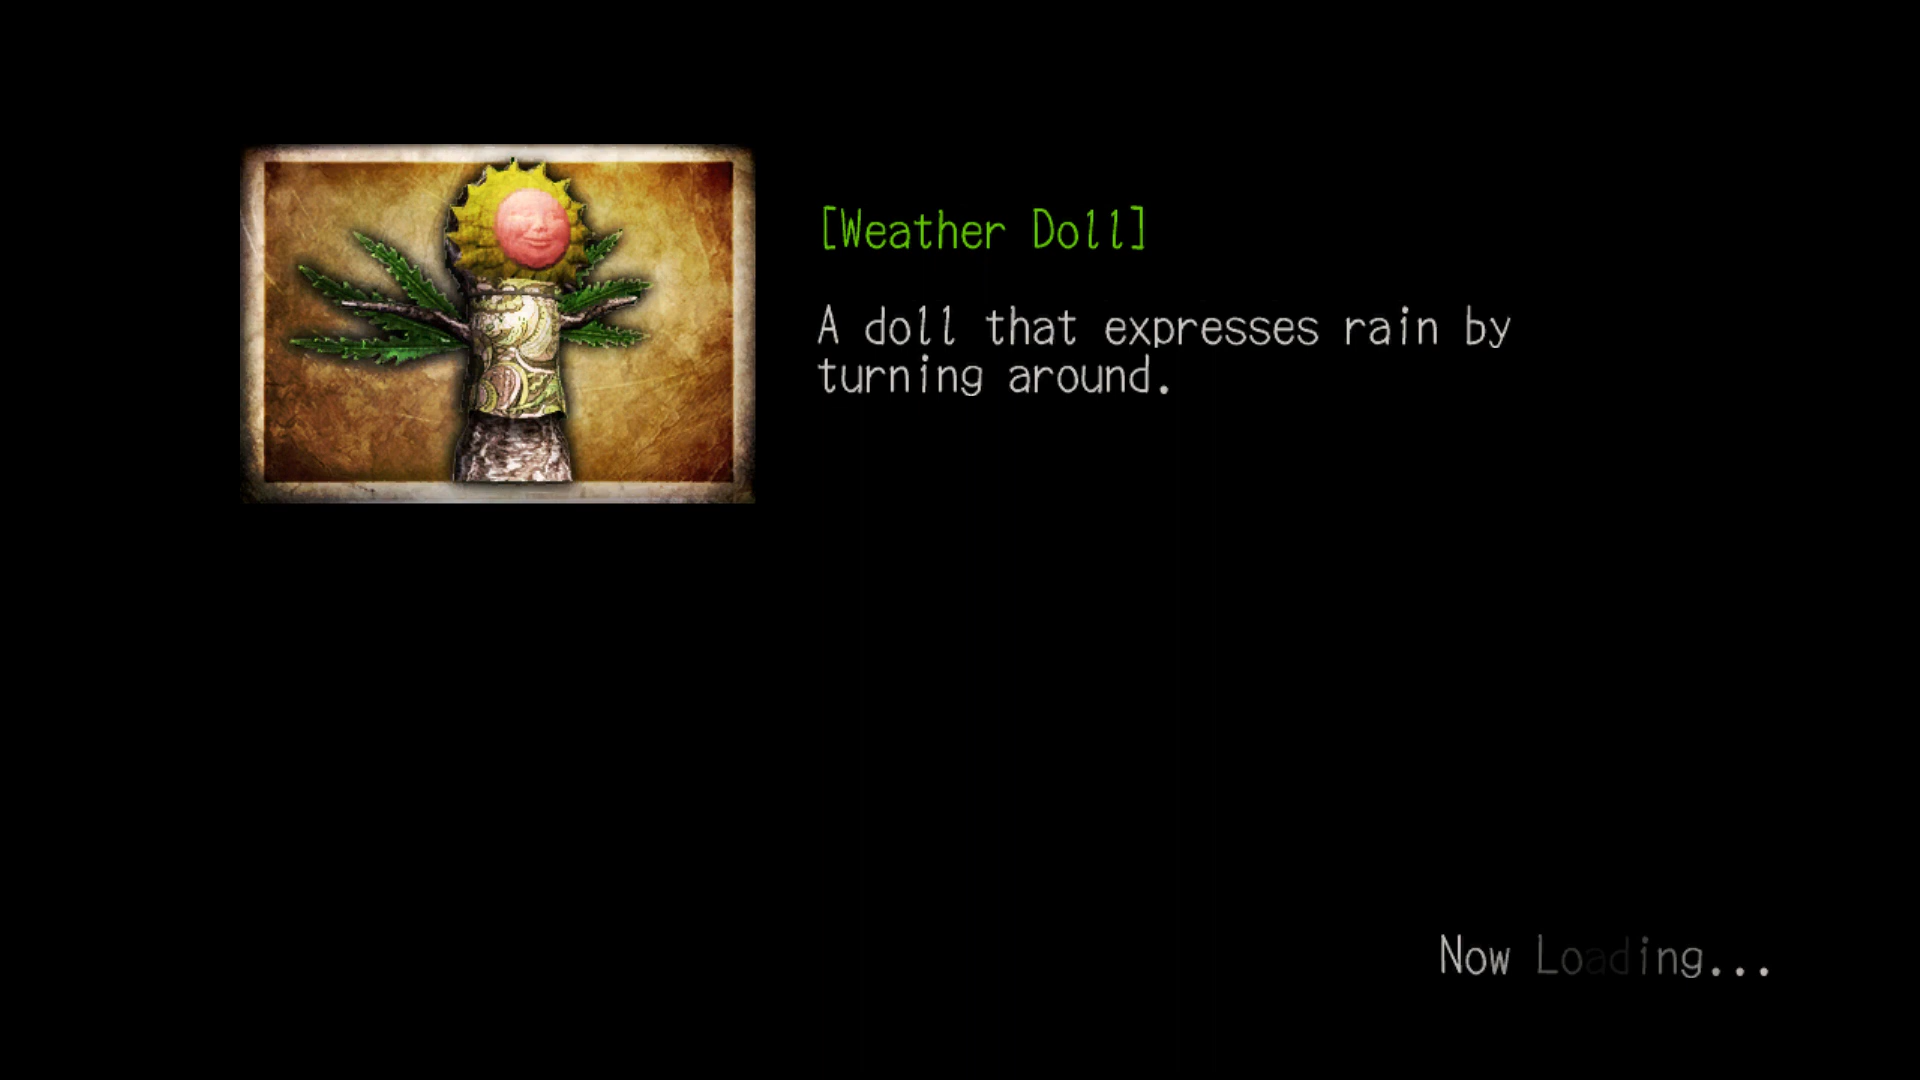 [Weather Doll]
A doll that expresses rain by
turning around.
Now Loading...